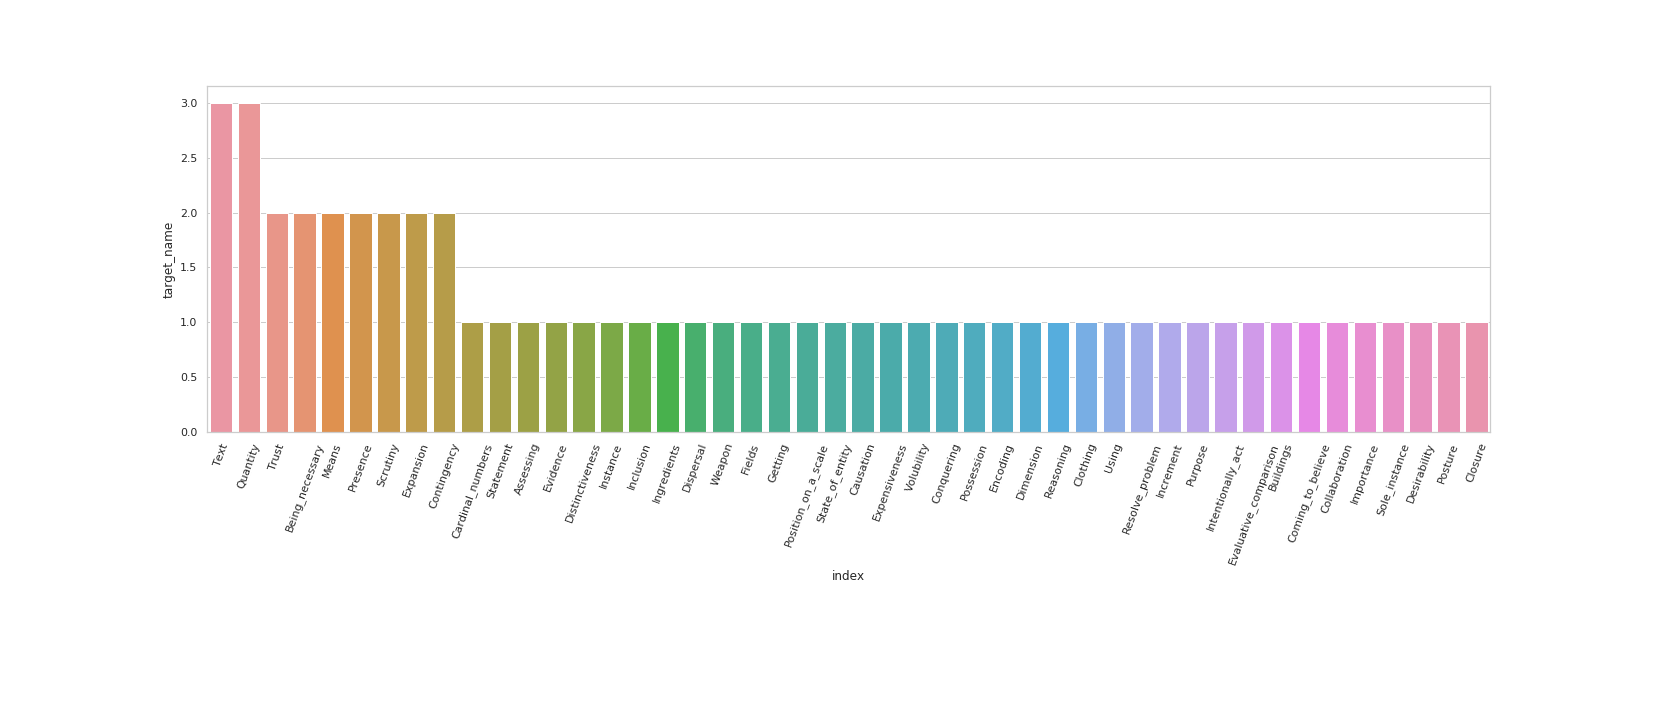 3.0
2.5
2.0
1.5
1.0
0.5
0.0
target_name
Text
Quantity
Trust
Being_necessary
Means
Presence
Scrutiny
Expansion
Contingency
Cardinal_numbers
Statement
Assessing
Evidence
Distinctiveness
Instance
Inclusion
Ingredients
Dispersal
Weapon
Fields
Getting
Position_on_a_scale
State_of_entity
Causation
Expensiveness
Volubility
Conquering
Possession
Encoding
Dimension
Reasoning
Clothing
Using
Resolve_problem
Increment
Purpose
Intentionally_act
Evaluative_comparison
Buildings
Coming_to_believe
Collaboration
Importance
Sole_instance
Desirability
Posture
Closure
index